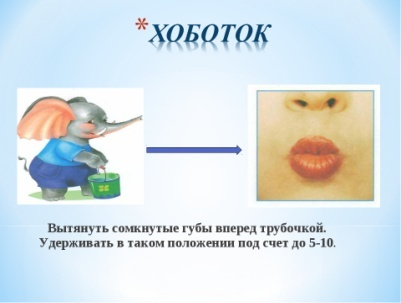 *ХОБОТОК
Вытянуть сомкнутые губы вперед трубочкой.
Удерживать в таком положении под счет до 5-10.